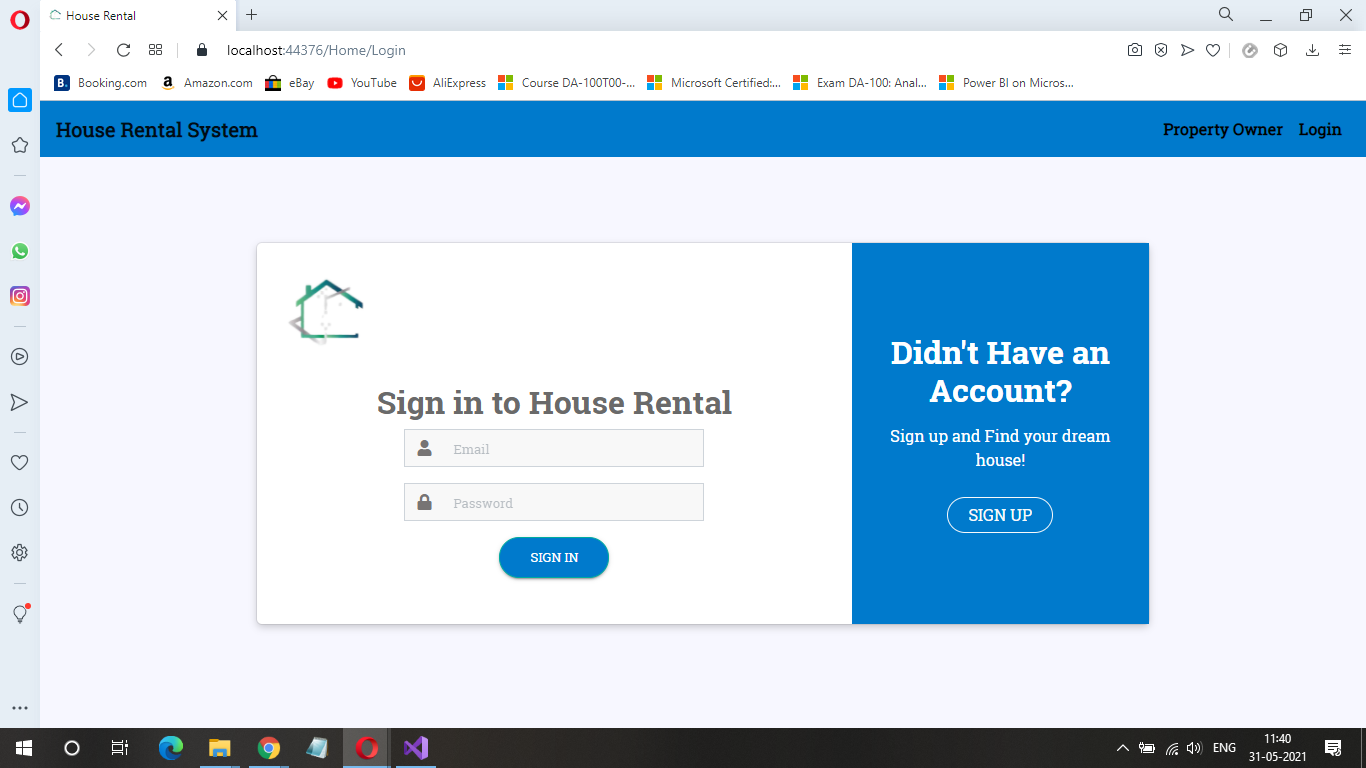 House Rental
localhost:44376/Home/Login
B. Booking.com
a Amazon.com
eBay
YouTube
AliExpress
Course DA-100T00-...
Microsoft Certified:...
Exam DA-100: Anal...
Power BI on Micros...
House Rental System
Property Owner
Login
Sign in to House Rental
Email
Password
SIGN IN
Didn't Have an
Account?
Sign up and Find your dream
house!
SIGN UP
ENG
11:40
31-05-2021